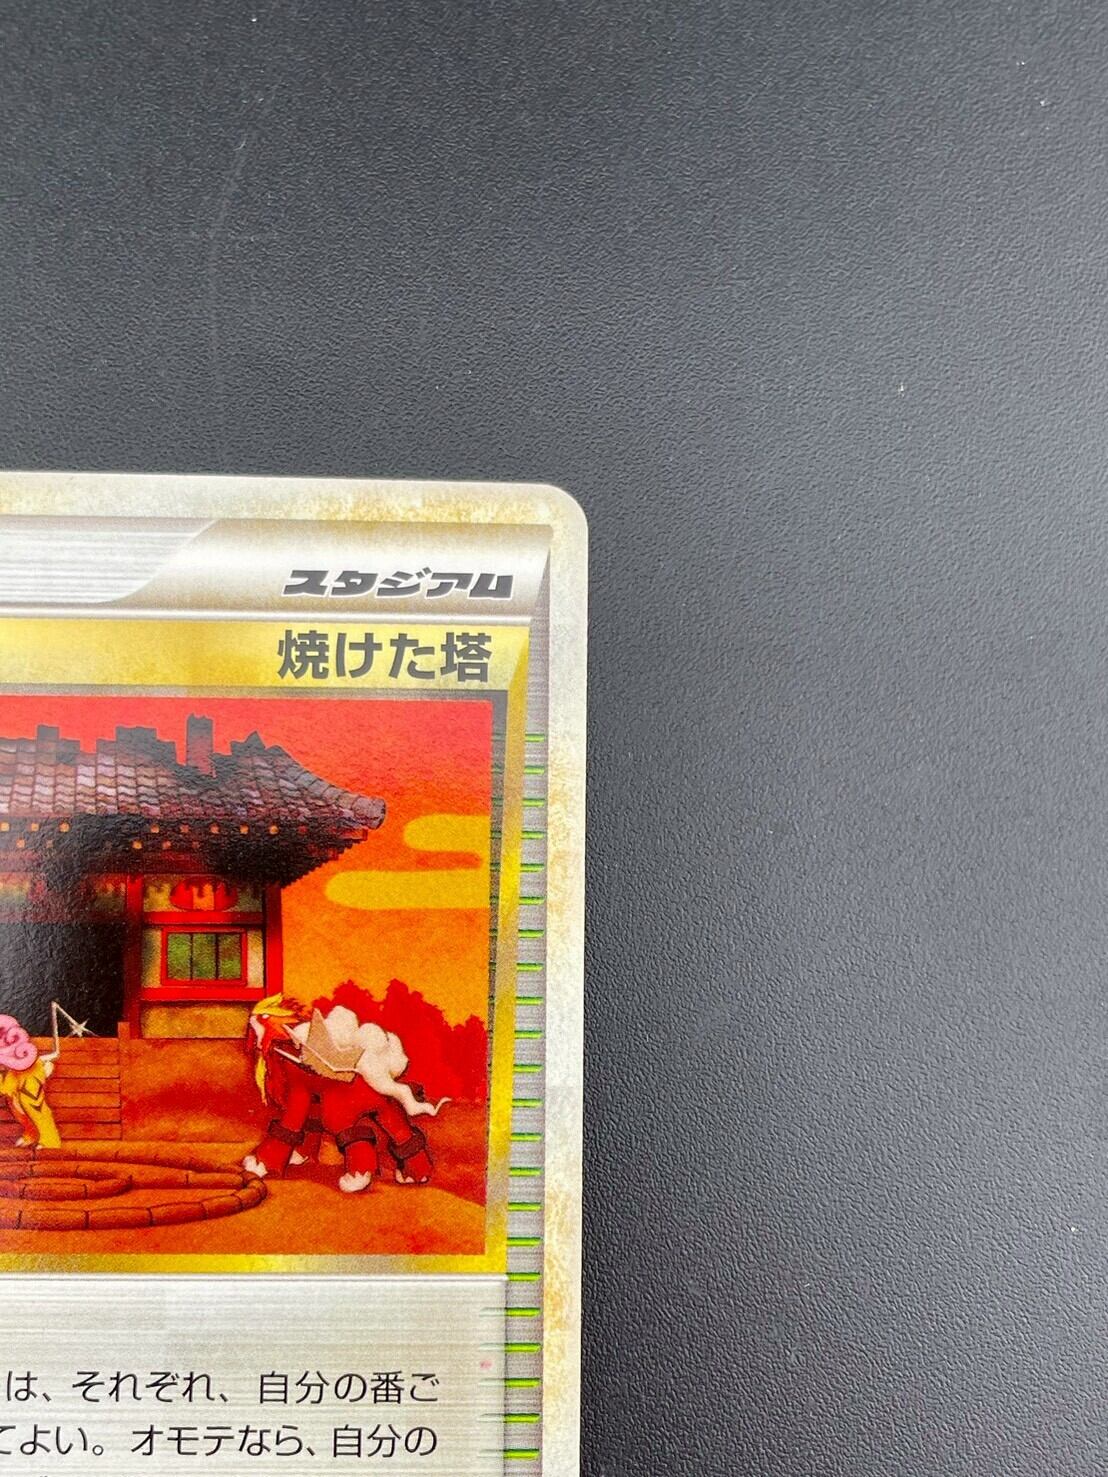 スタジアム
焼けた塔
は、それぞれ、自分の番ご
てよい。オモテなら、自分の